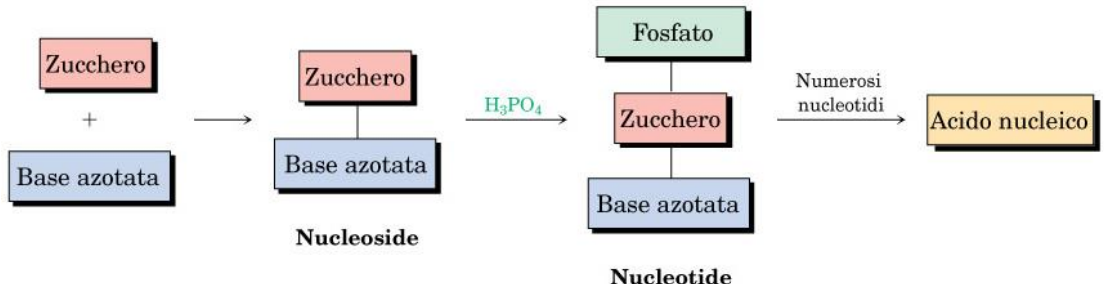 Zucchero
+
Base azotata
Zucchero
Base azotata
Nucleoside
H₃PO₄
Fosfato
Zucchero
Base azotata
Nucleotide
Numerosi
nucleotidi
Acido nucleico